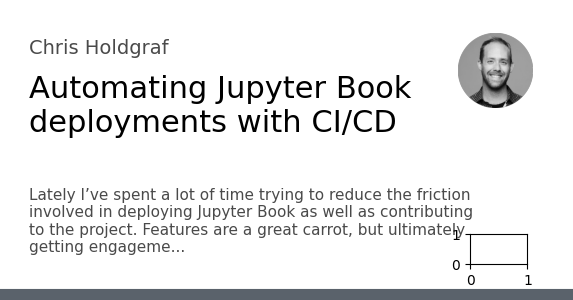 Chris Holdgraf
Automating Jupyter Book
deployments with CI/CD
Lately I’ve spent a lot of time trying to reduce the friction
involved in deploying Jupyter Book as well as contributing
to the project. Features are a great carrot, but ultimately
getting engageme...
1
0
0 1